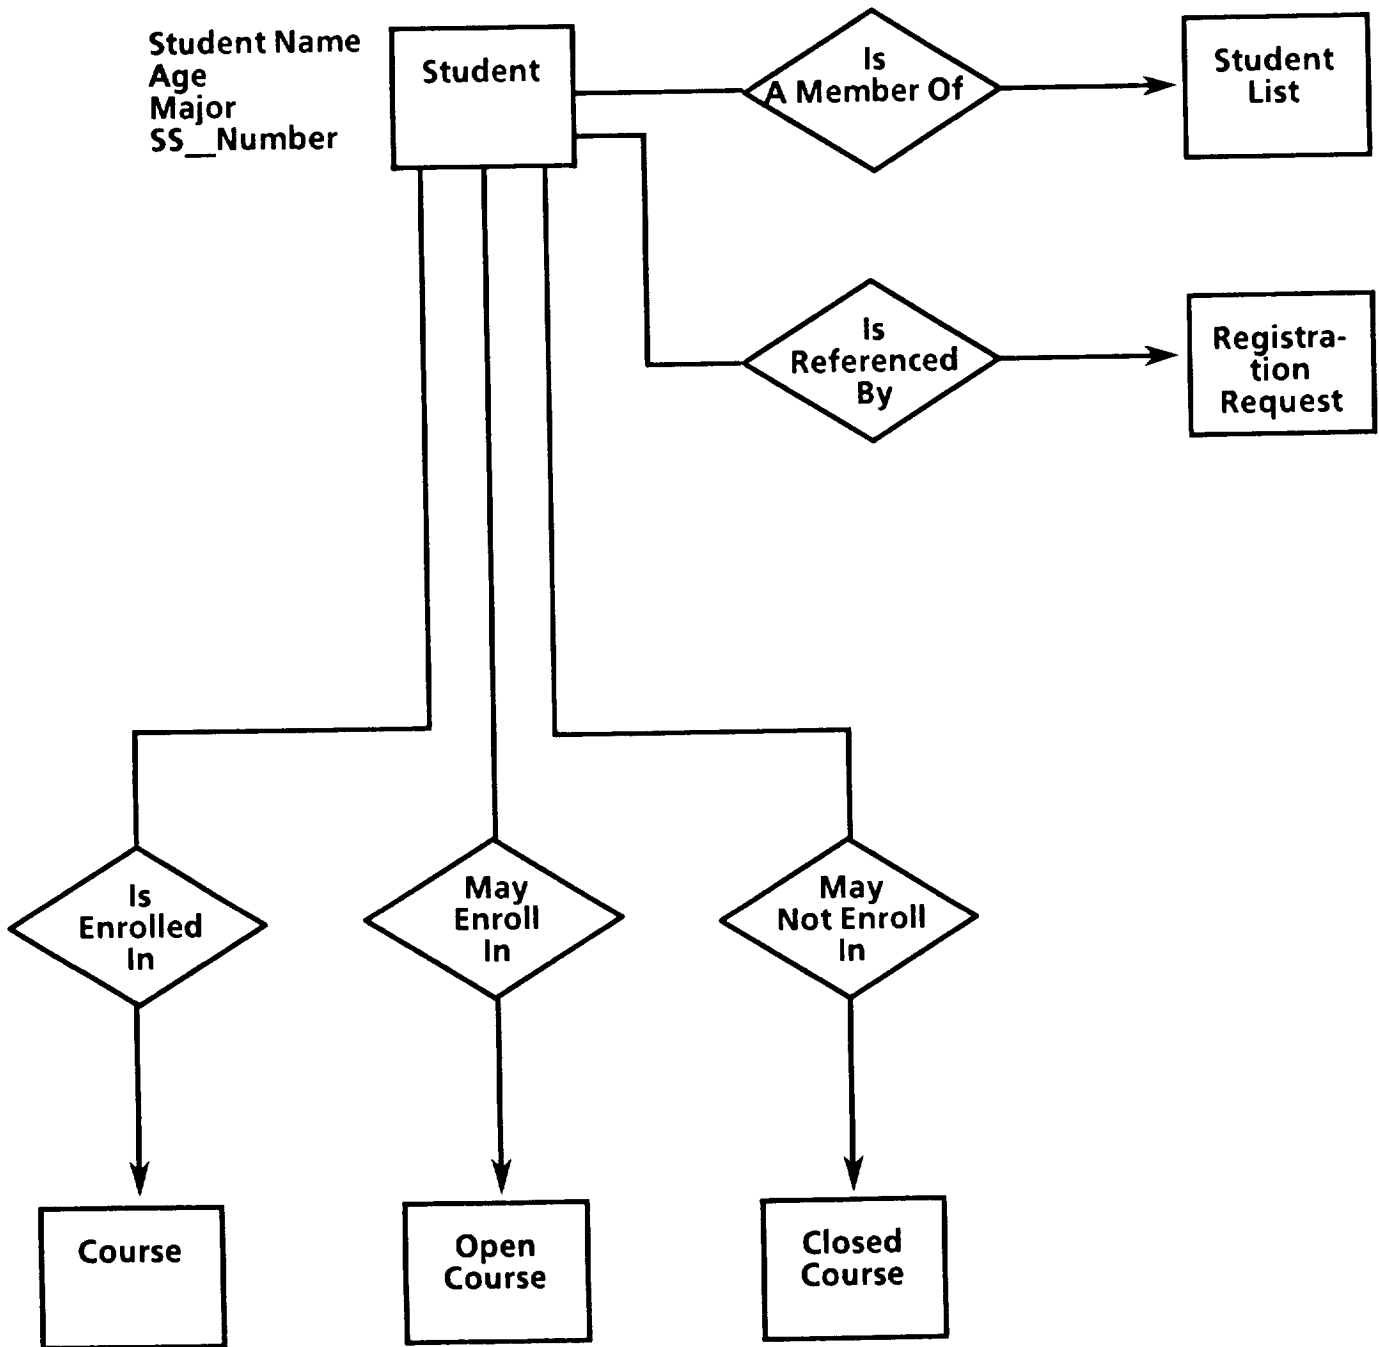 Student Name
Age
Major
SS__Number
Student
Is
A Member Of
Student
List
Is
Referenced
By
Registra-
tion
Request
Is
Enrolled
In
May
Enroll
In
May
Not Enroll
In
Course
Open
Course
Closed
Course